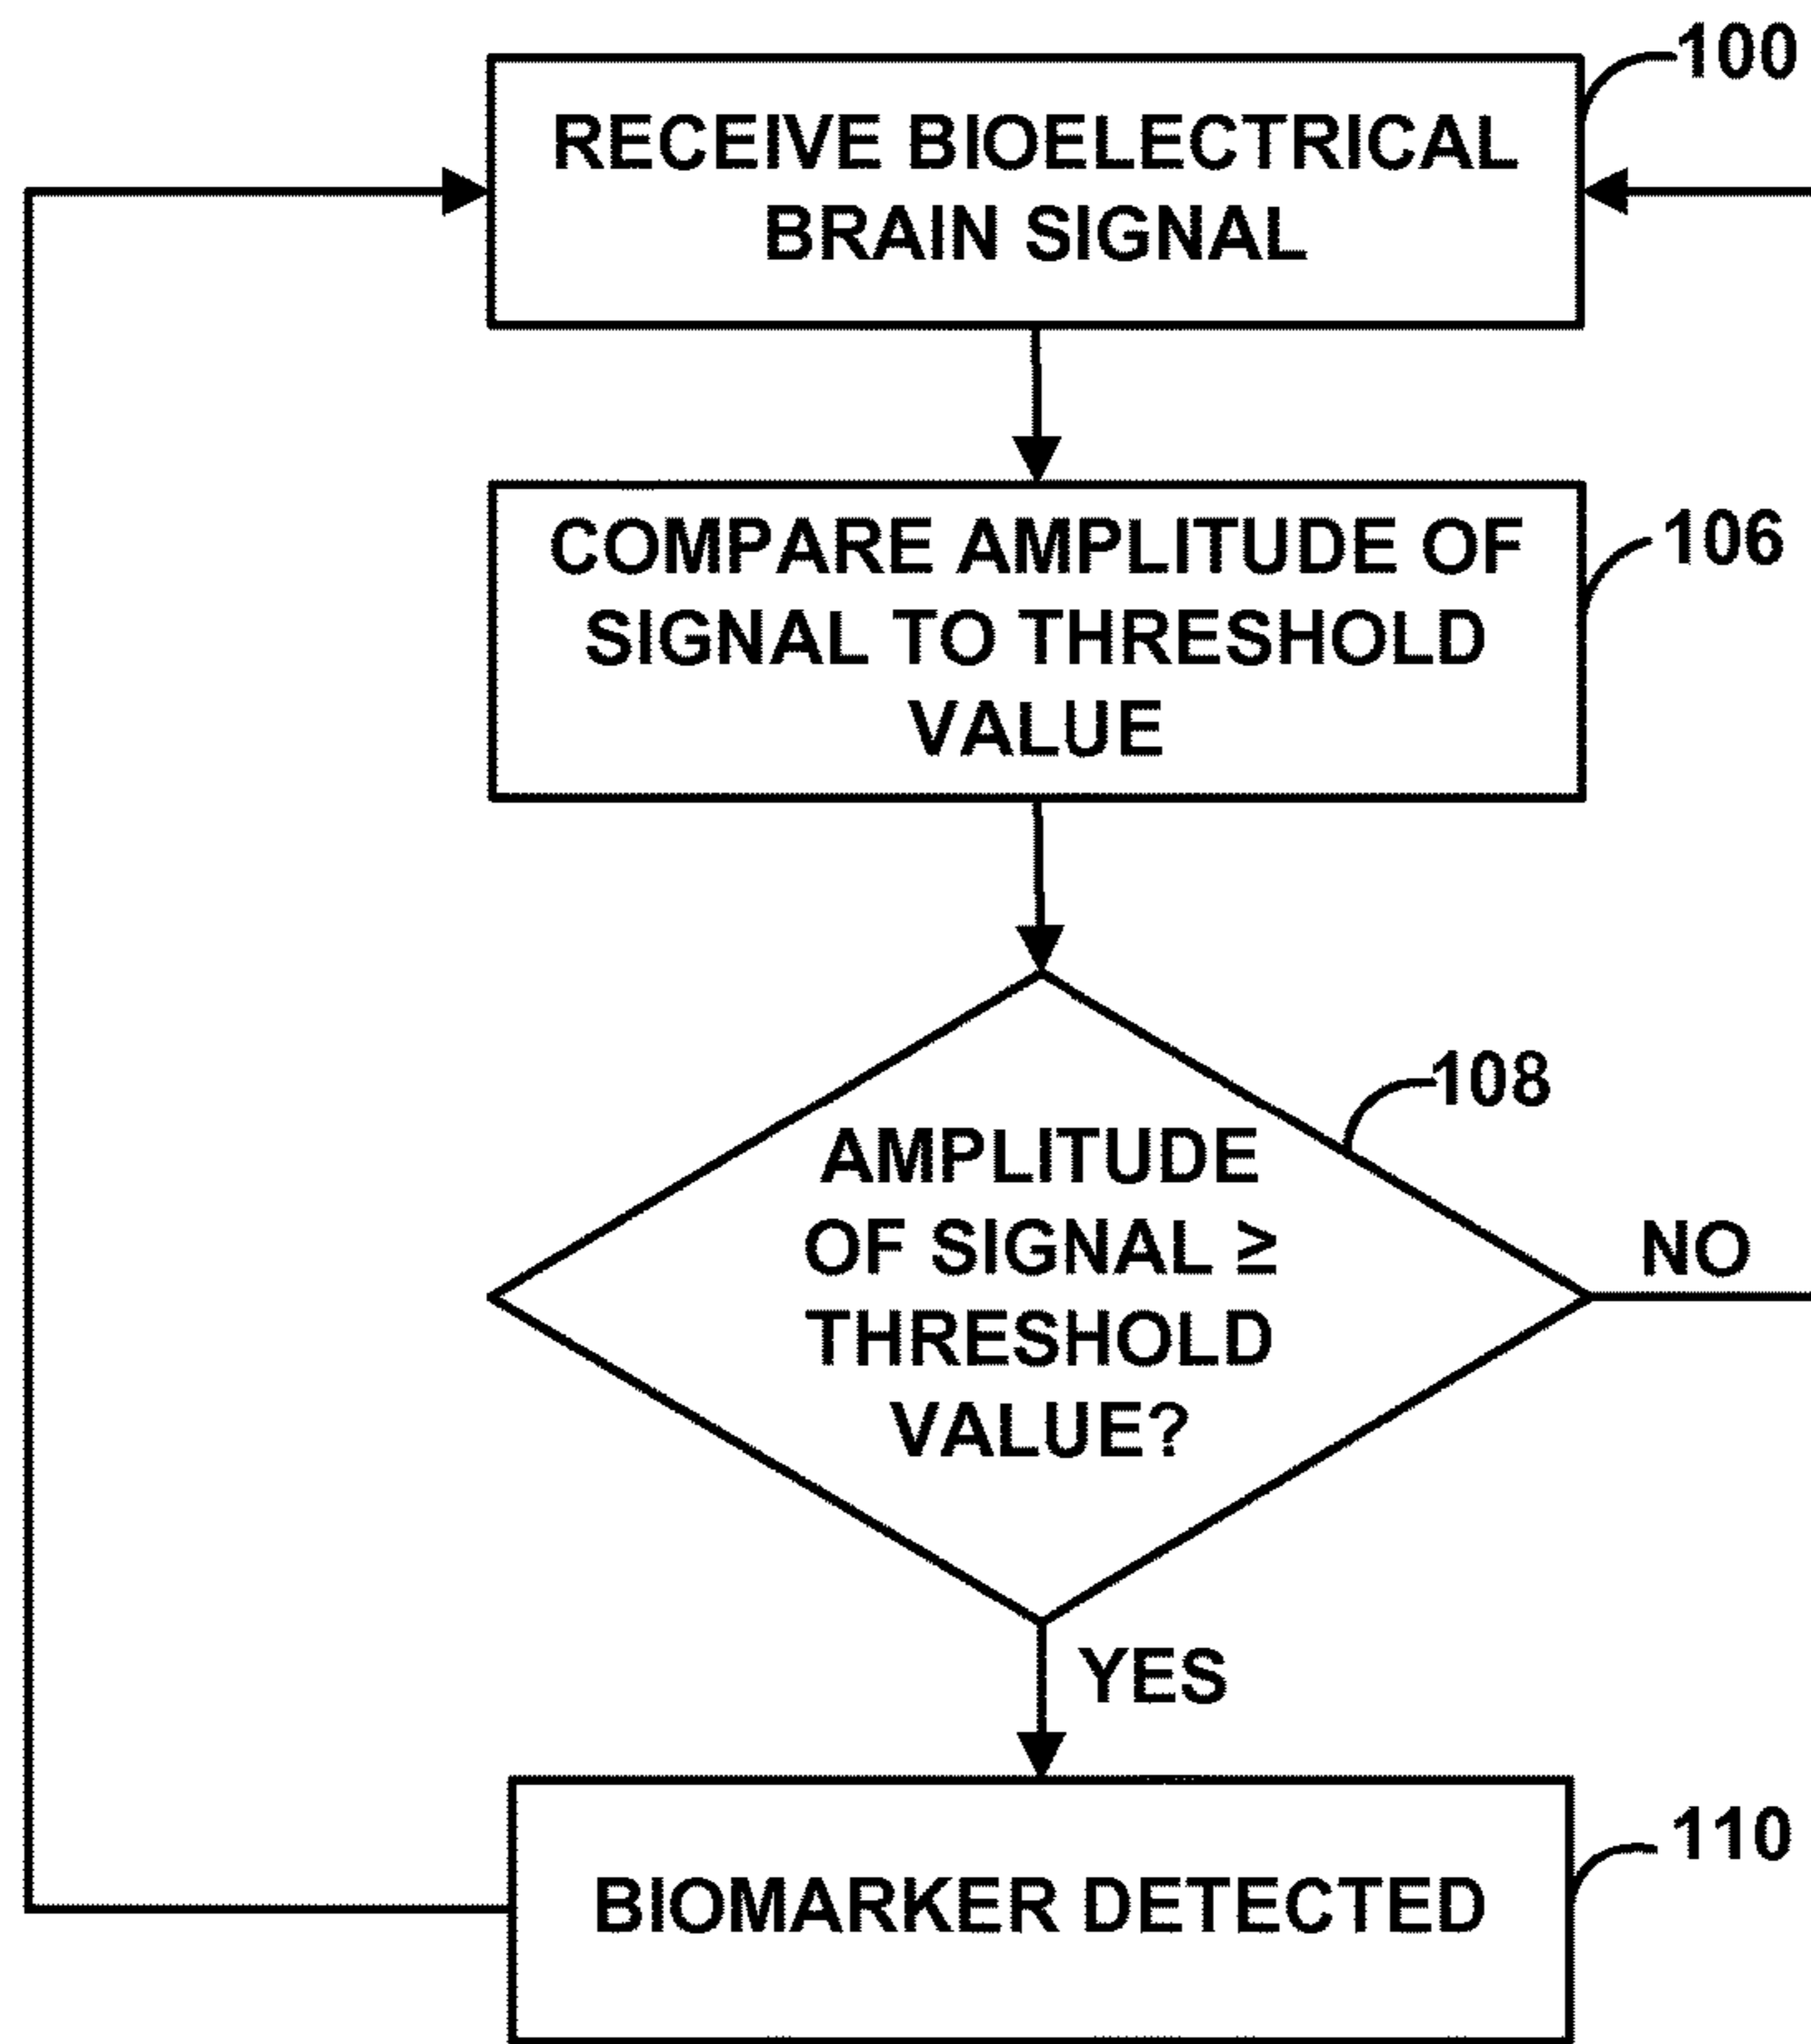 100
RECEIVE BIOELECTRICAL
BRAIN SIGNAL
106
COMPARE AMPLITUDE OF
SIGNAL TO THRESHOLD
VALUE
108
AMPLITUDE
OF SIGNAL ≥
THRESHOLD
VALUE?
NO
YES
110
BIOMARKER DETECTED